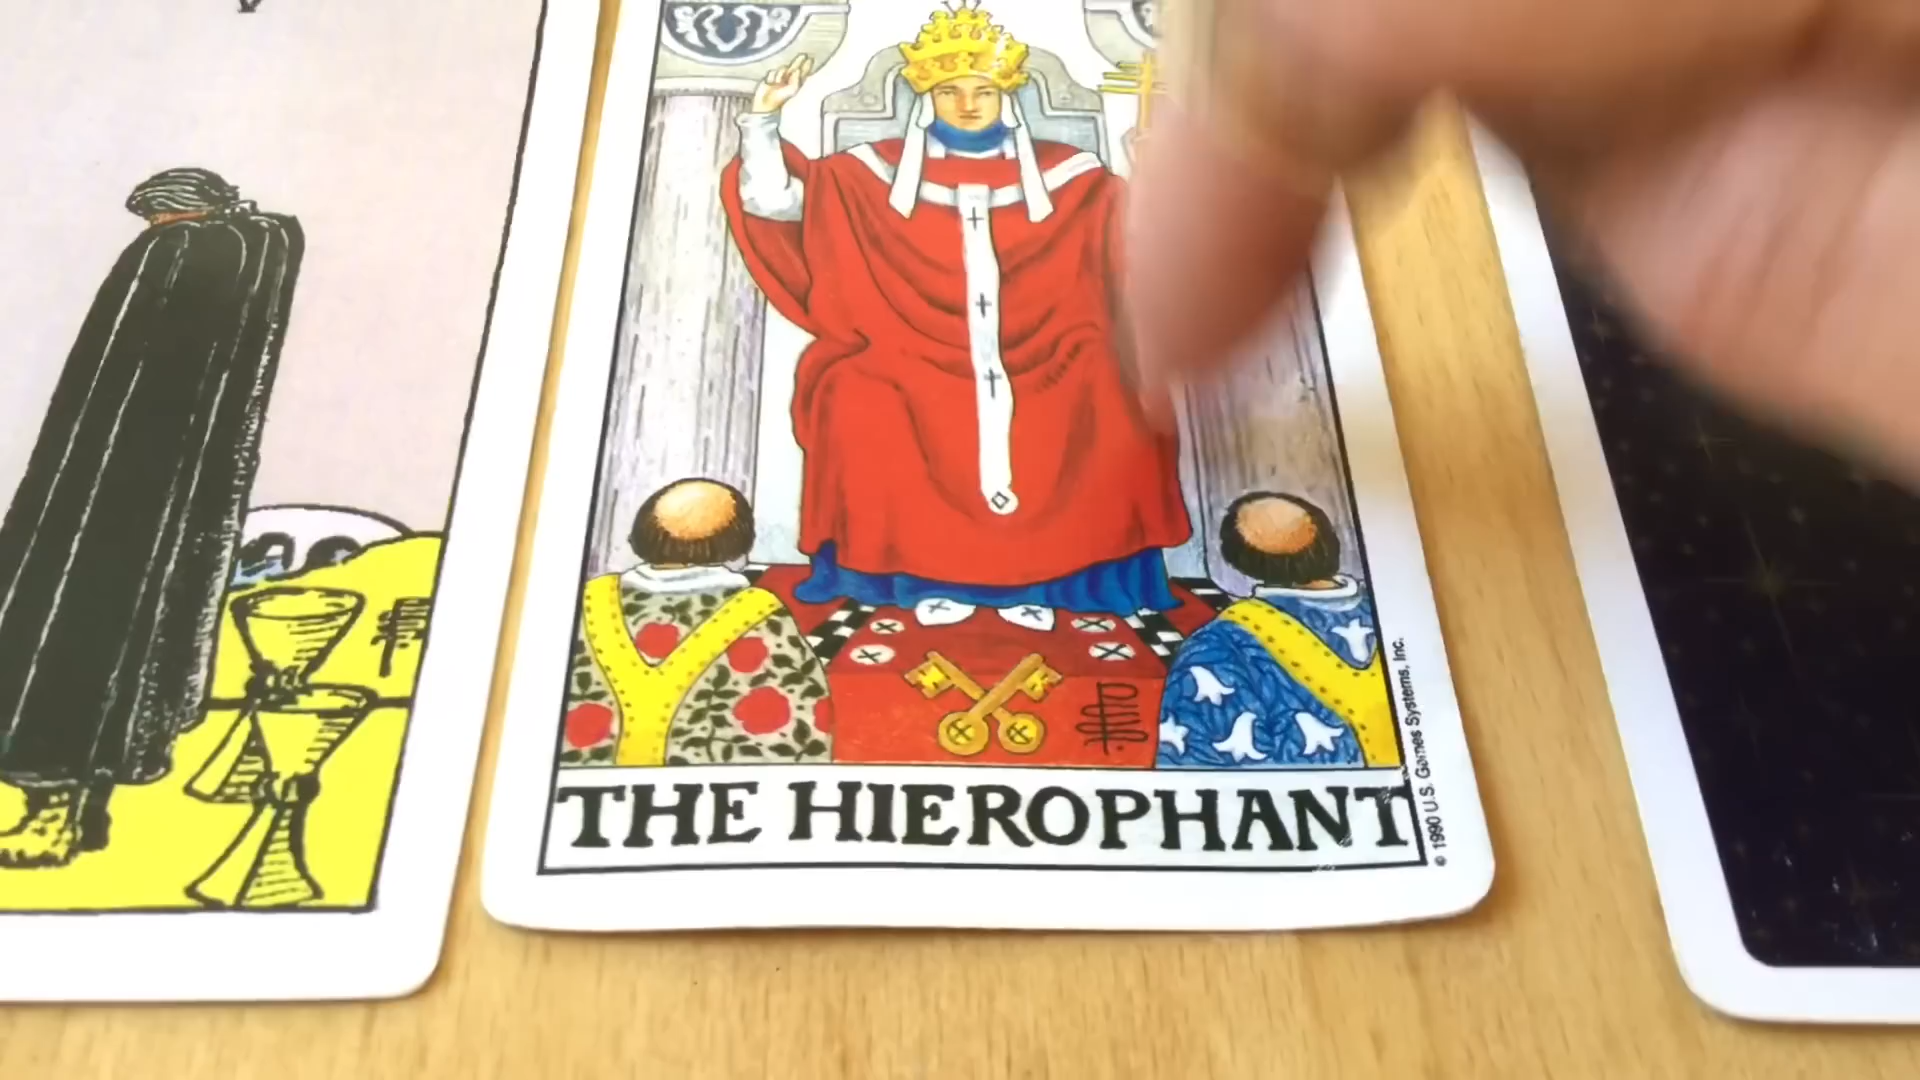 V
THE HIEROPHANT
© 1990 U.S. Games Systems, Inc.